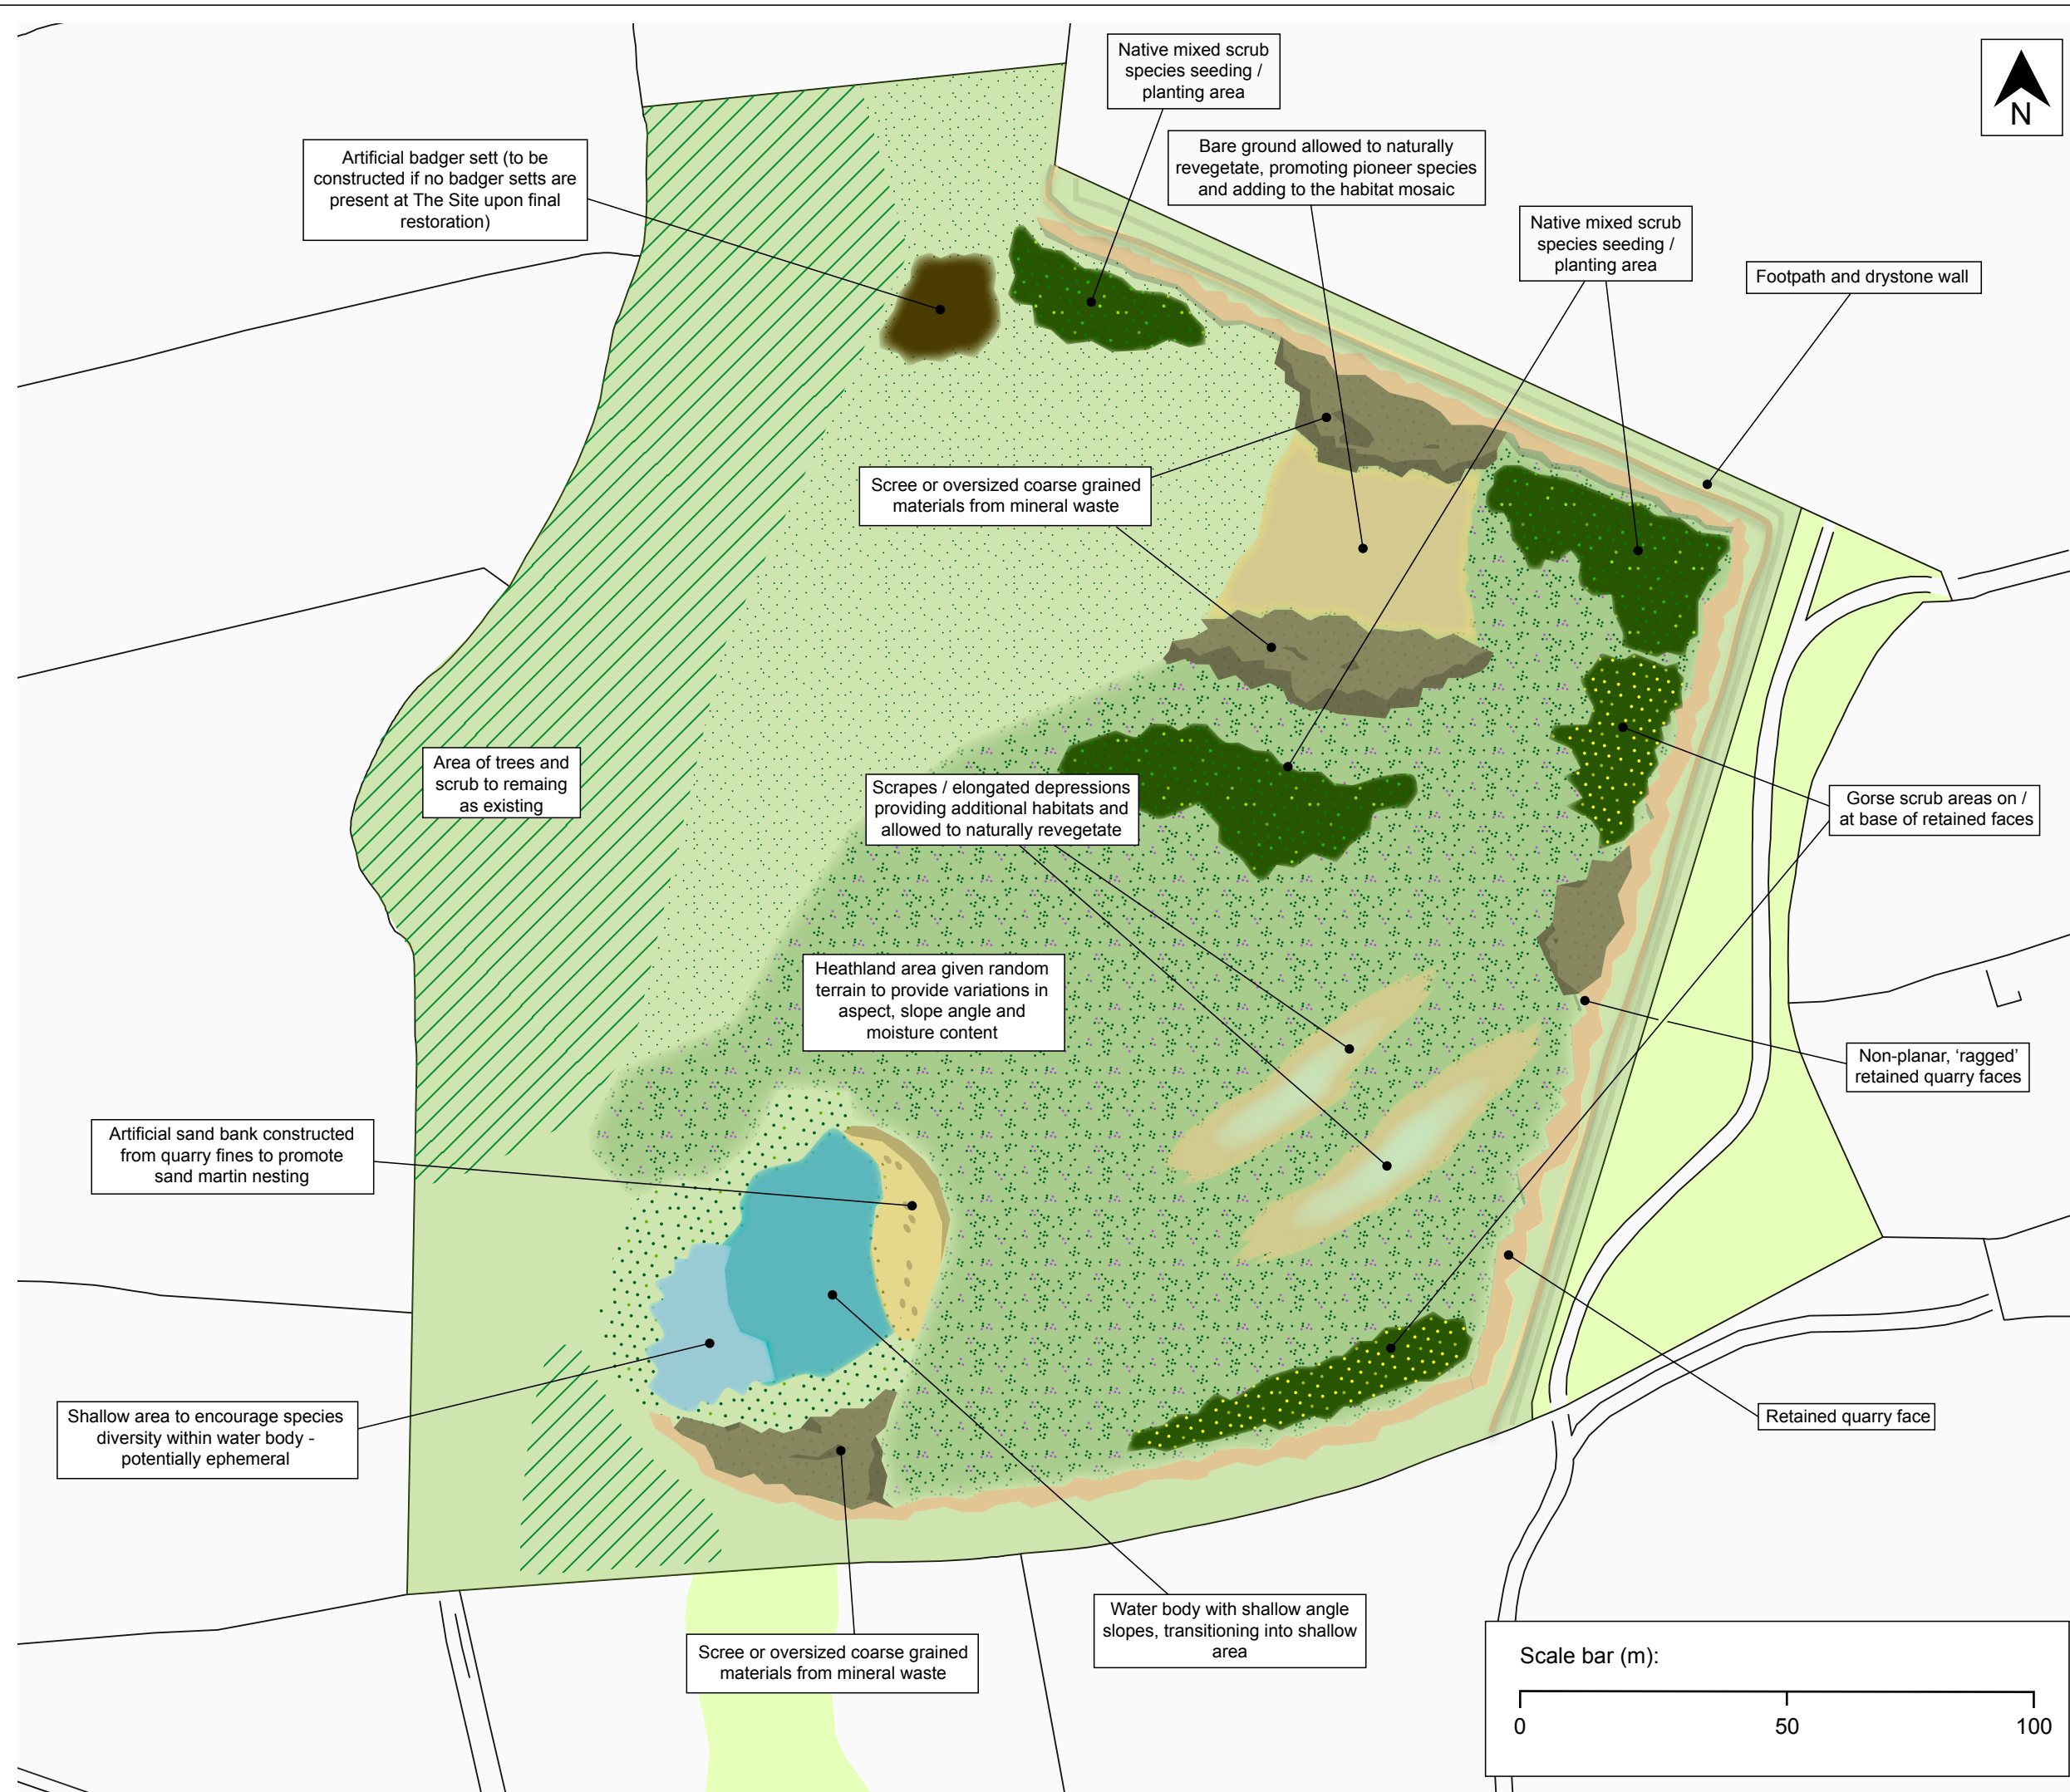 Native mixed scrub
species seeding /
planting area
N
Bare ground allowed to naturally
revegetate, promoting pioneer species
and adding to the habitat mosaic
Artificial badger sett (to be
constructed if no badger setts are
present at The Site upon final
restoration)
Native mixed scrub
species seeding /
planting area
Footpath and drystone wall
Scree or oversized coarse grained
materials from mineral waste
Area of trees and
scrub to remaing
as existing
Scrapes / elongated depressions
providing additional habitats and
allowed to naturally revegetate
Gorse scrub areas on /
at base of retained faces
Heathland area given random
terrain to provide variations in
aspect, slope angle and
moisture content
Non-planar, ‘ragged’
retained quarry faces
Artificial sand bank constructed
from quarry fines to promote
sand martin nesting
Shallow area to encourage species
diversity within water body -
potentially ephemeral
Retained quarry face
Water body with shallow angle
slopes, transitioning into shallow
area
Scree or oversized coarse grained
materials from mineral waste
Scale bar (m):
0 50 100